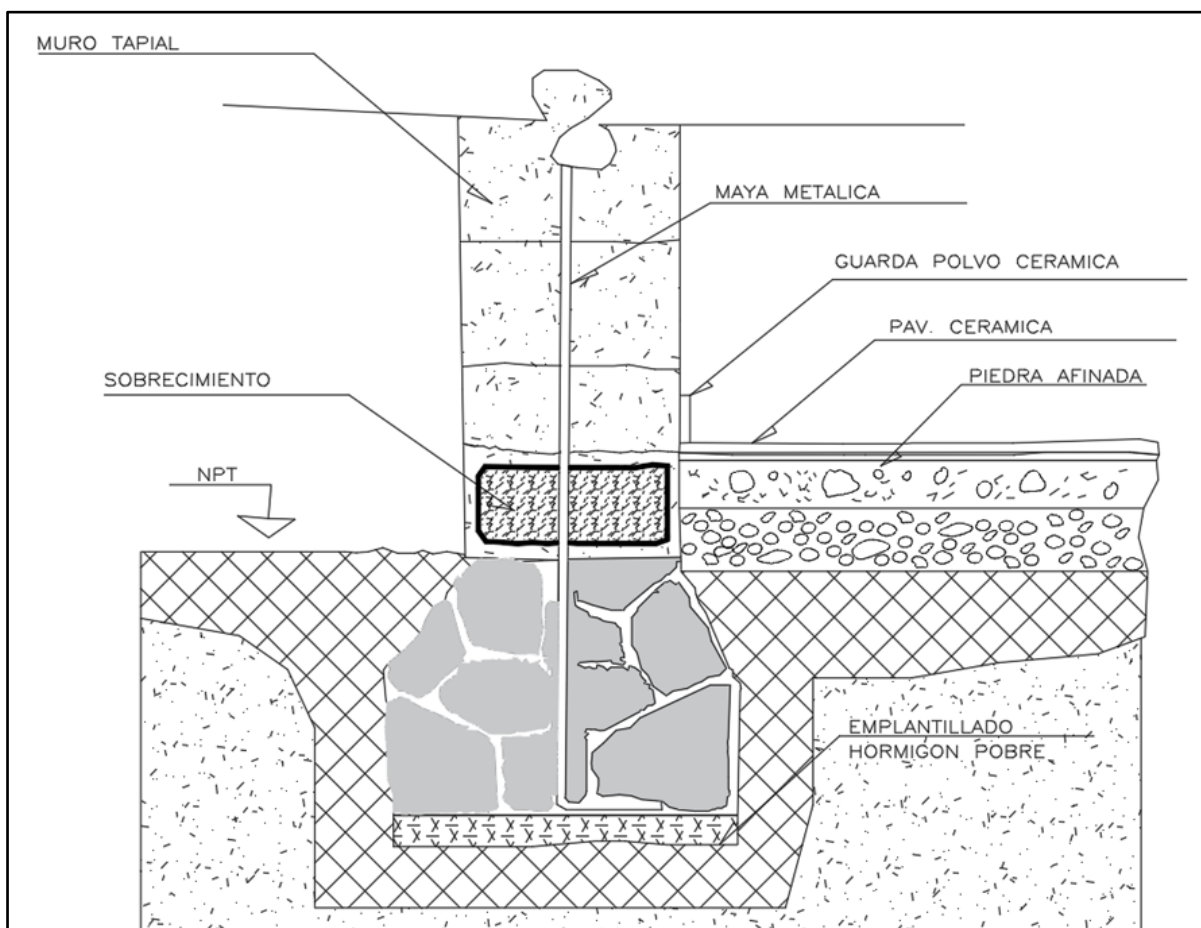 MURO TAPIAL
MAYA METALICA
GUARDA POLVO CERAMICA
PAV. CERAMICA
PIEDRA AFINADA
SOBRECIMIENTO
NPT
EMPLANTILLADO
HORMIGON POBRE